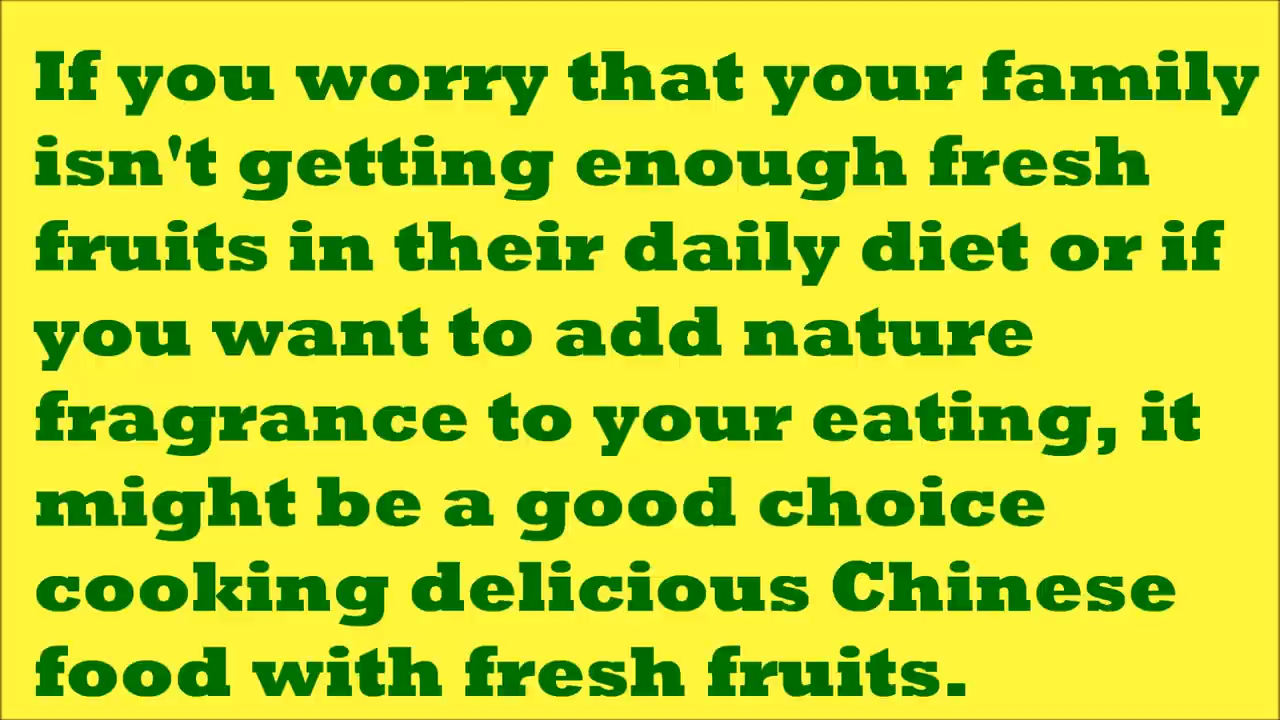 If you worry that your family
isn't getting enough fresh
fruits in their daily diet or if
you want to add nature
fragrance to your eating, it
might be a good choice
cooking delicious Chinese
food with fresh fruits.